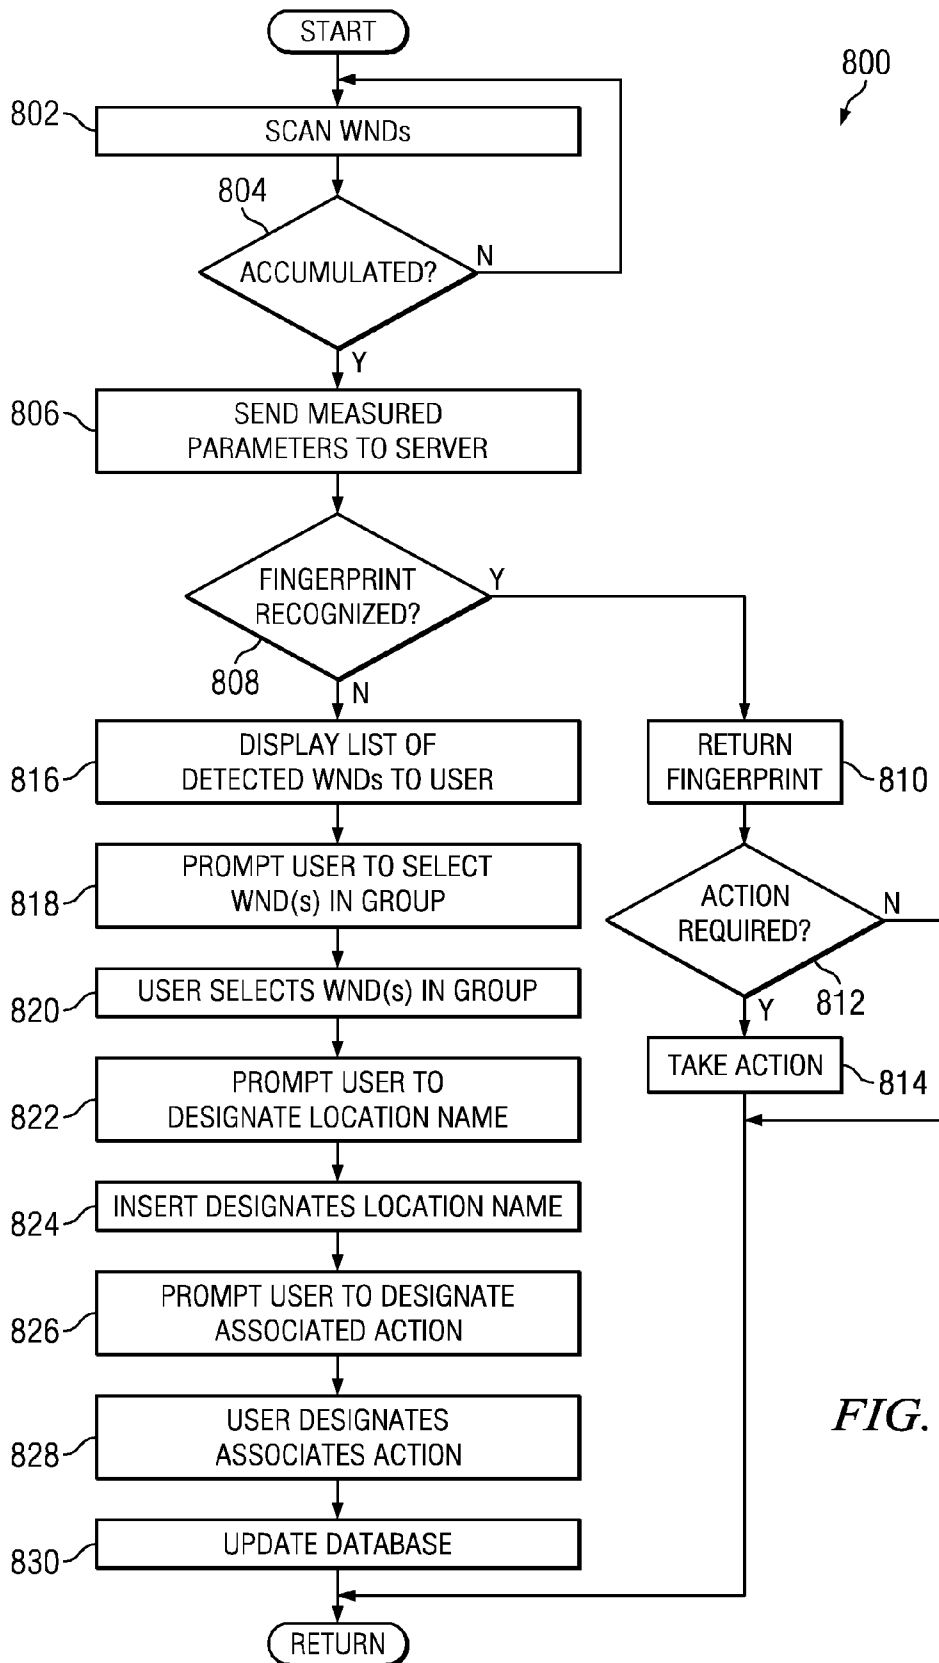 START
800
802
SCAN WNDs
804
ACCUMULATED?
N
Y
806
SEND MEASURED
PARAMETERS TO SERVER
FINGERPRINT
RECOGNIZED?
Y
808
N
816
DISPLAY LIST OF
DETECTED WNDs TO USER
RETURN
FINGERPRINT
810
818
PROMPT USER TO SELECT
WND(s) IN GROUP
ACTION
REQUIRED?
N
812
Y
820
USER SELECTS WND(s) IN GROUP
TAKE ACTION
814
822
PROMPT USER TO
DESIGNATE LOCATION NAME
824
INSERT DESIGNATES LOCATION NAME
826
PROMPT USER TO DESIGNATE
ASSOCIATED ACTION
828
USER DESIGNATES
ASSOCIATES ACTION
FIG.
830
UPDATE DATABASE
RETURN